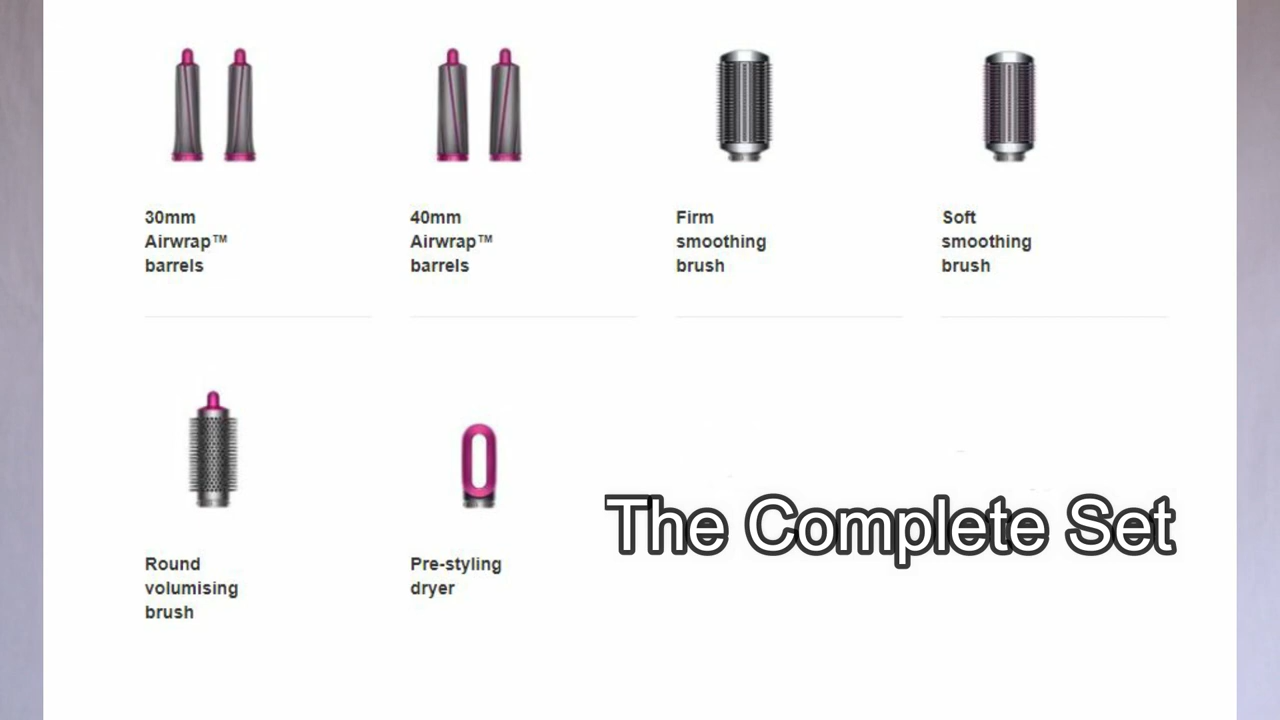 30mm
Airwrap™
barrels
40mm
Airwrap™
barrels
Firm
smoothing
brush
Soft
smoothing
brush
Round
volumising
brush
Pre-styling
dryer
The Complete Set